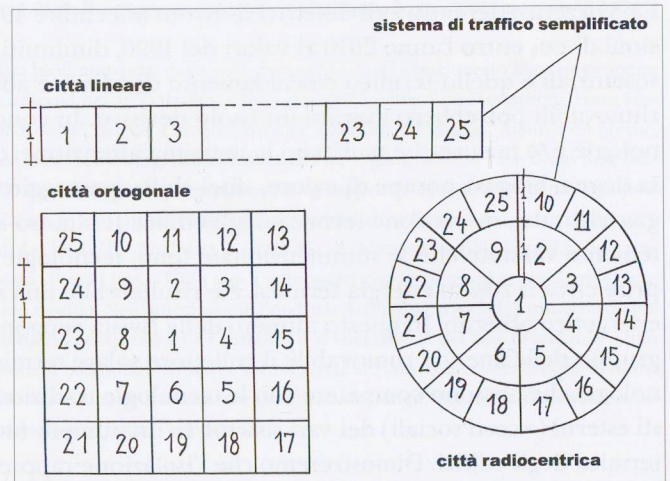 sistema di traffico semplificato
città lineare
1 1 2 3 23 24 25
città ortogonale
25 10 11 12 13
1 24 9 2 3 14
23 8 1 4 15
22 7 6 5 16
21 20 19 18 17
1 1
1
2 3 4 5 6 7 8 9
10 11 12 13 14 15 16 17 18 19 20 21 22 23 24 25
città radiocentrica